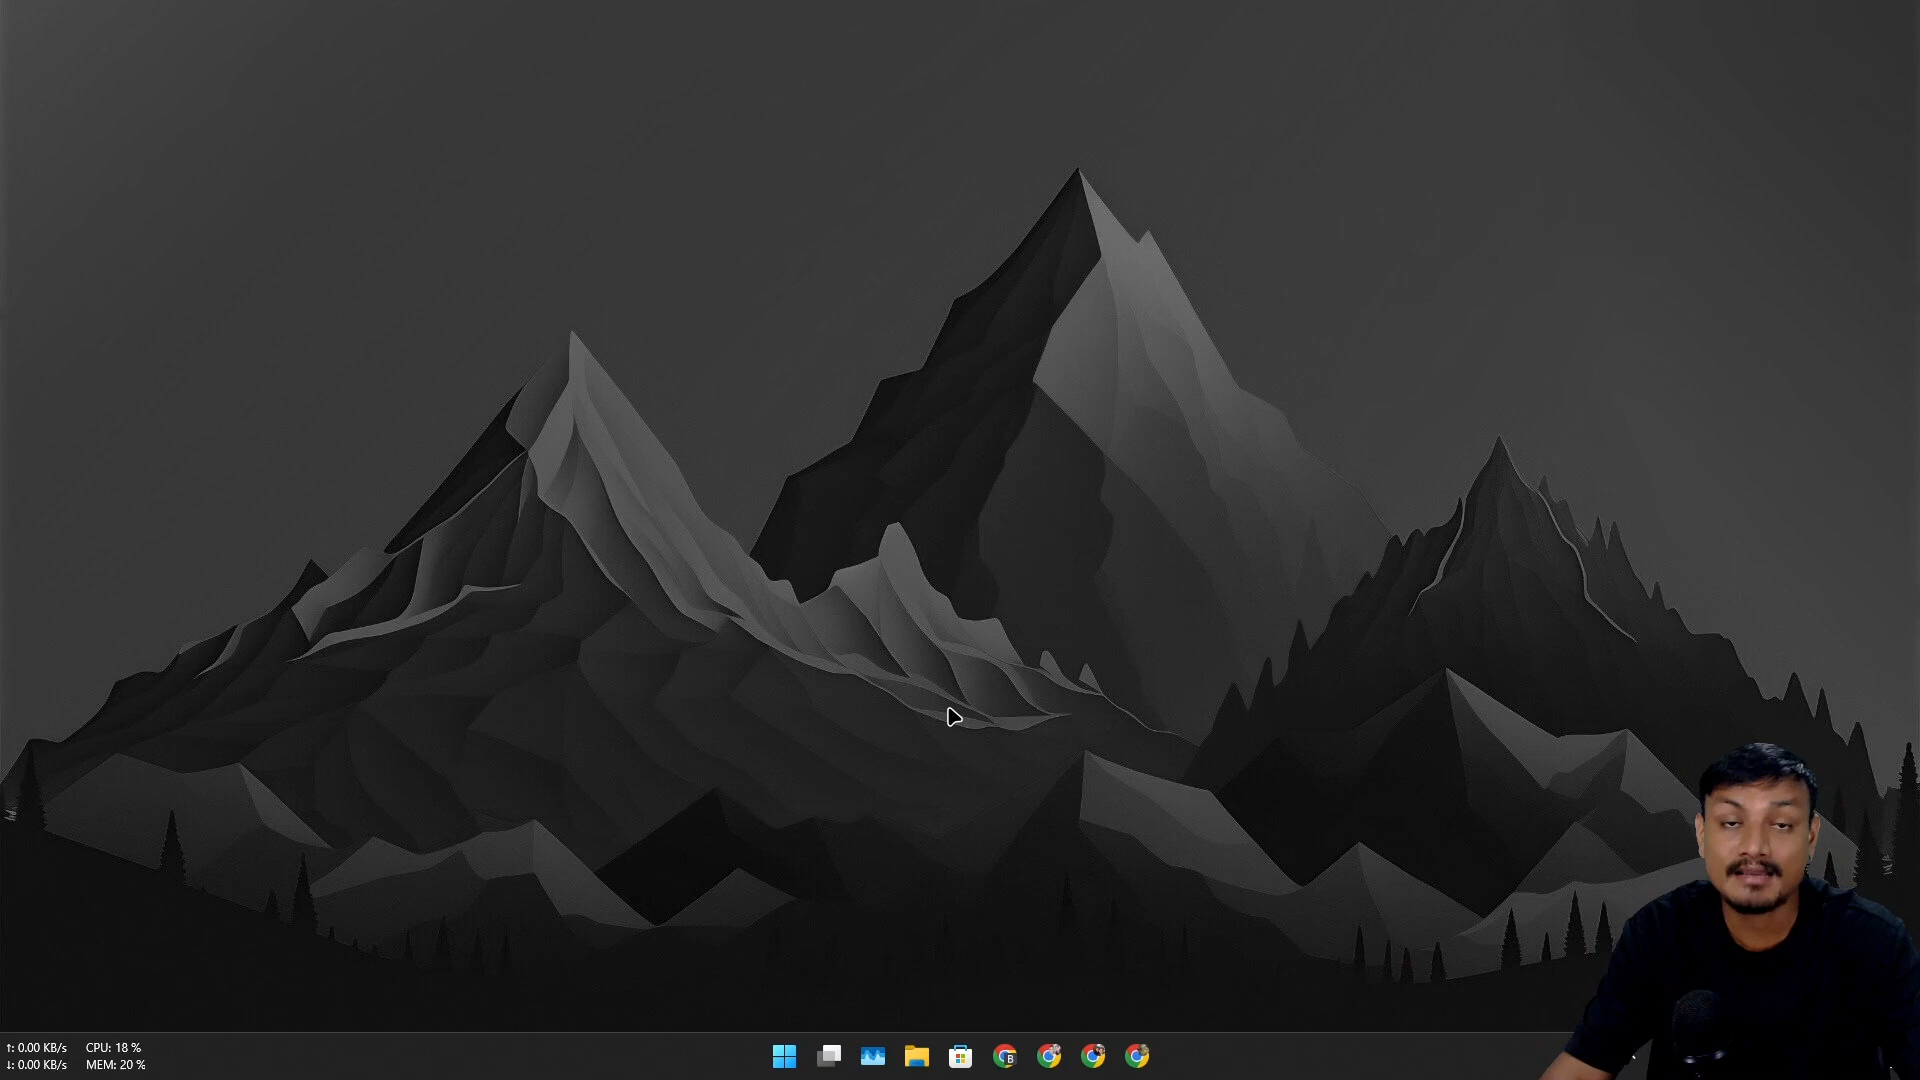 ↑: 0.00 KB/s CPU: 18 %
↓: 0.00 KB/s MEM: 20 %
B